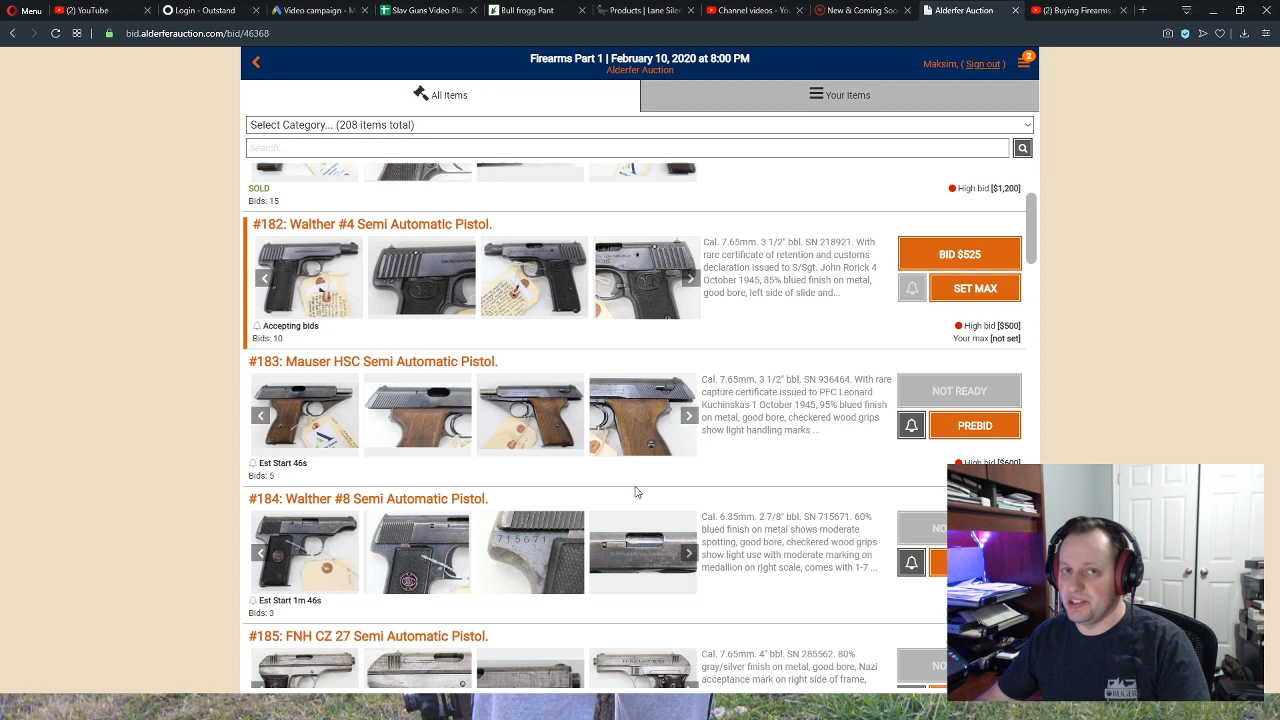 Menu
(2) YouTube
Login - Outstand
Video campaign - M
Slav Guns Video Plan
Bull frogg Pant
Products | Lane Silen
Channel videos - Yo
New & Coming Soo
Alderfer Auction
(2) Buying Firearms
bid.alderferauction.com/bid/46368
Firearms Part 1 | February 10, 2020 at 8:00 PM
Alderfer Auction
Maksim, ( Sign out )
2
All Items
Your Items
Select Category... (208 items total)
Search...
SOLD
High bid [$1,200]
Bids: 15
#182: Walther #4 Semi Automatic Pistol.
Cal. 7.65mm. 3 1/2" bbl. SN 218921. With
rare certificate of retention and customs
declaration issued to S/Sgt. John Rorick 4
October 1945, 85% blued finish on metal,
good bore, left side of slide and...
BID $525
SET MAX
Accepting bids
High bid [$500]
Bids: 10
Your max [not set]
#183: Mauser HSC Semi Automatic Pistol.
Cal. 7.65mm. 3 1/2" bbl. SN 936464. With rare
capture certificate issued to PFC Leonard
Kuchinskas 1 October 1945, 95% blued finish
on metal, good bore, checkered wood grips
show light handling marks ...
NOT READY
PREBID
Est Start 46s
High bid [$600]
Bids: 5
#184: Walther #8 Semi Automatic Pistol.
Cal. 6.35mm. 2 7/8" bbl. SN 715671. 60%
blued finish on metal shows moderate
spotting, good bore, checkered wood grips
show light use with moderate marking on
medallion on right scale, comes with 1-7 ...
715671
NO
Est Start 1m 46s
Bids: 3
#185: FNH CZ 27 Semi Automatic Pistol.
Cal. 7.65mm. 4" bbl. SN 285562. 80%
gray/silver finish on metal, good bore, Nazi
acceptance mark on right side of frame,
NO
RUGER